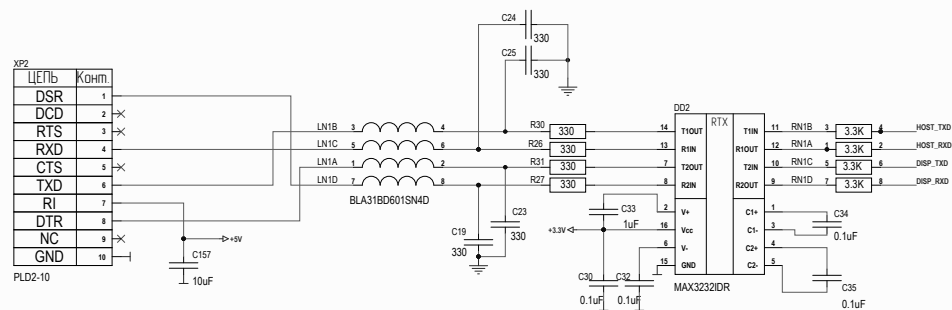 C24
330
C25
330
XP2
ЦЕПЬ Конт.
DSR 1
DCD 2
RTS 3
RXD 4
CTS 5
TXD 6
RI 7
DTR 8
NC 9
GND 10
PLD2-10
+5V
C157
10uF
LN1B 3 4
LN1C 5 6
LN1A 1 2
LN1D 7 8
BLA31BD601SN4D
R30 330
R26 330
R31 330
R27 330
C19
330
C23
330
C33
1uF
+3.3V
C30
0.1uF
C32
0.1uF
DD2
RTX
14 T1OUT T1IN 11
13 R1IN R1OUT 12
7 T2OUT T2IN 10
8 R2IN R2OUT 9
2 V+ C1+ 1
16 Vcc C1- 3
6 V- C2+ 4
15 GND C2- 5
MAX3232IDR
RN1B 3 3.3K 4 HOST_TXD
RN1A 1 3.3K 2 HOST_RXD
RN1C 5 3.3K 6 DISP_TXD
RN1D 7 3.3K 8 DISP_RXD
C34
0.1uF
C35
0.1uF